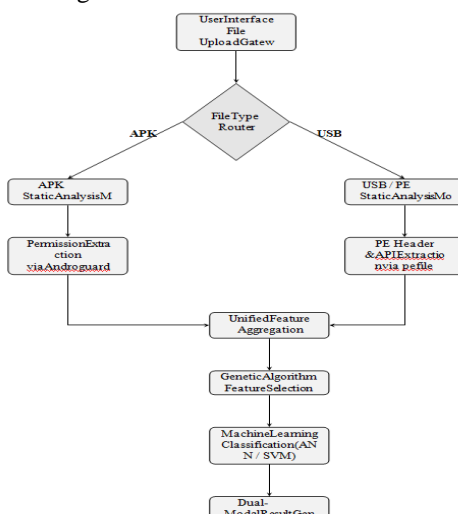 UserInterface
File
UploadGatew
FileType
Router
APK
USB
APK
StaticAnalysisM
USB / PE
StaticAnalysisMo
PermissionExtra
ction
viaAndroguard
PE Header
&APIExtractio
nvia pefile
UnifiedFeature
Aggregation
GeneticAlgorithm
FeatureSelection
MachineLearning
Classification(AN
N / SVM)
Dual-
ModalResultGen